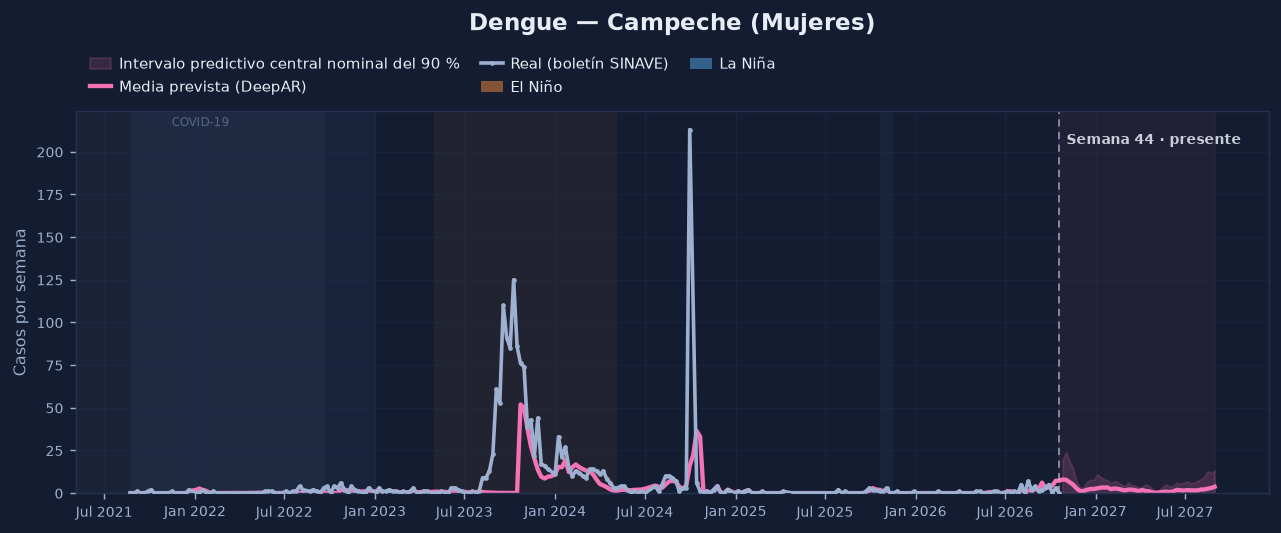 Dengue — Campeche (Mujeres)
Intervalo predictivo central nominal del 90 %
Real (boletín SINAVE)
La Niña
Media prevista (DeepAR)
El Niño
COVID-19
Semana 44 · presente
Casos por semana
200
175
150
125
100
75
50
25
0
Jul 2021
Jan 2022
Jul 2022
Jan 2023
Jul 2023
Jan 2024
Jul 2024
Jan 2025
Jul 2025
Jan 2026
Jul 2026
Jan 2027
Jul 2027